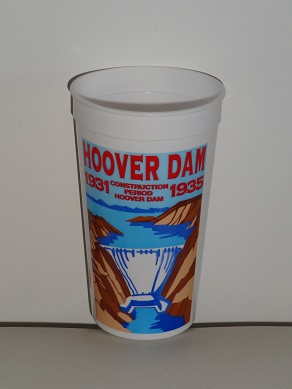 HOOVER DAM
1931 CONSTRUCTION PERIOD HOOVER DAM 1935